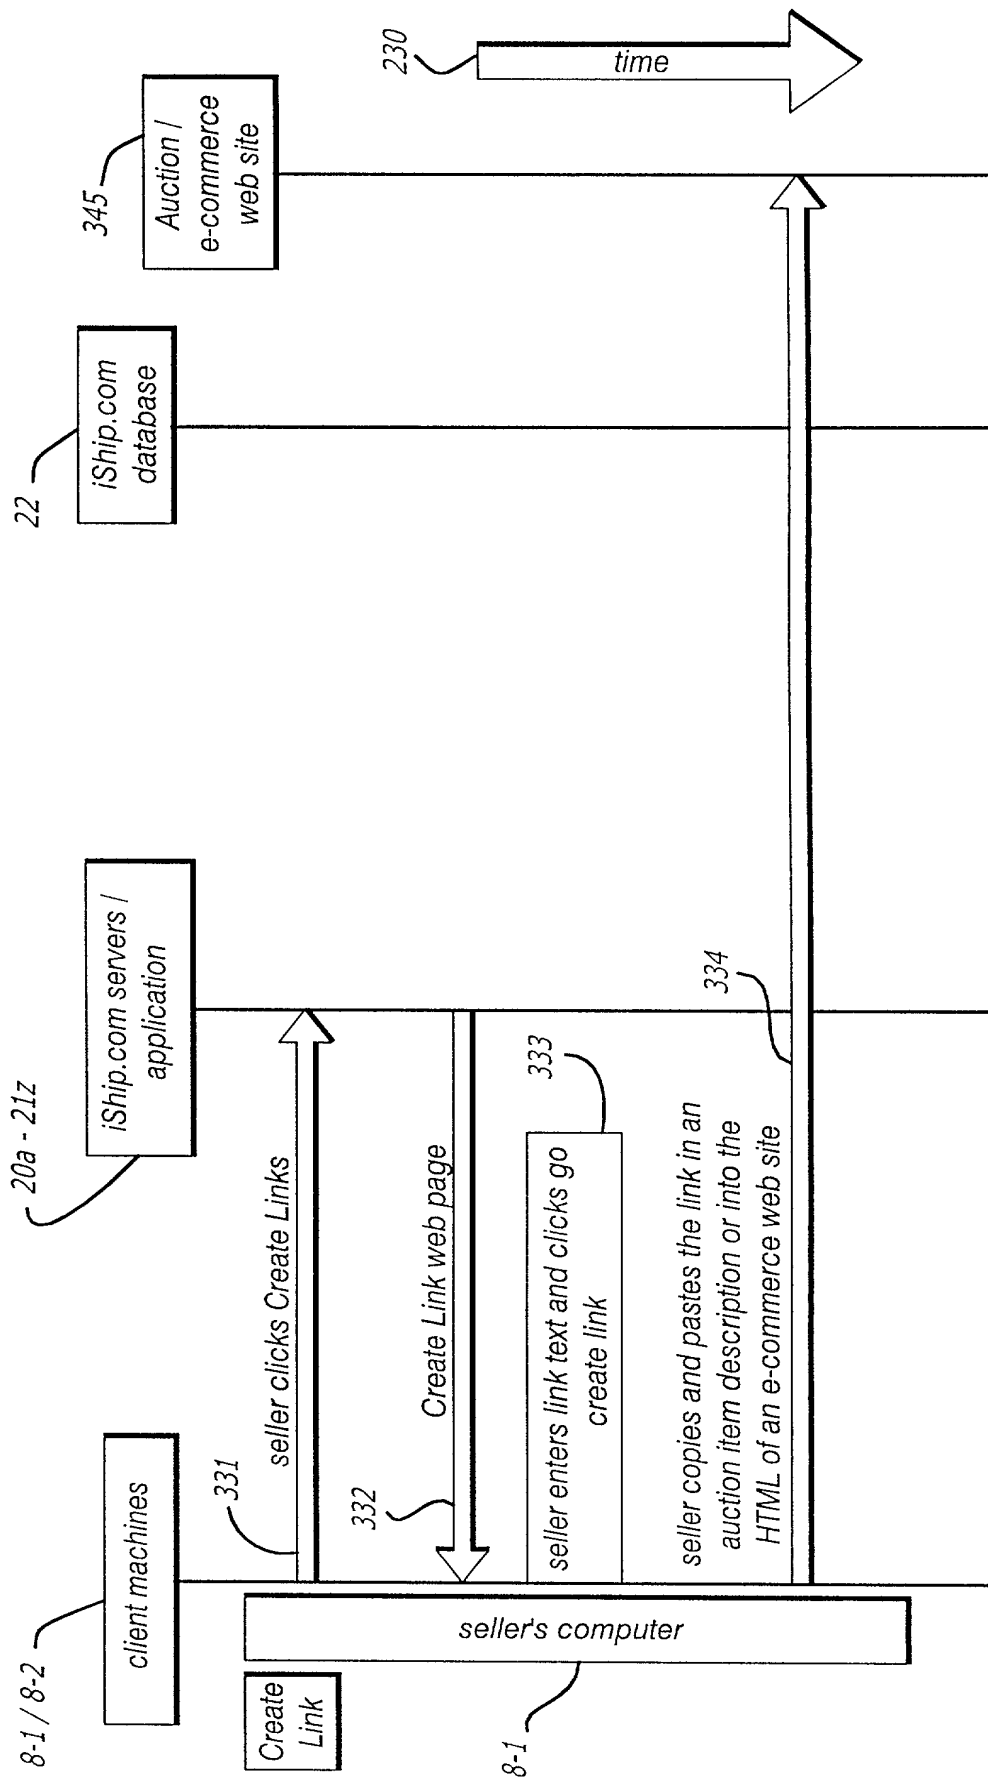 8-1 / 8-2
client machines
20a - 21z
iShip.com servers /
application
22
iShip.com
database
345
Auction /
e-commerce
web site
230
time
Create
Link
seller's computer
8-1
331
seller clicks Create Links
332
Create Link web page
333
seller enters link text and clicks go
create link
334
seller copies and pastes the link in an
auction item description or into the
HTML of an e-commerce web site